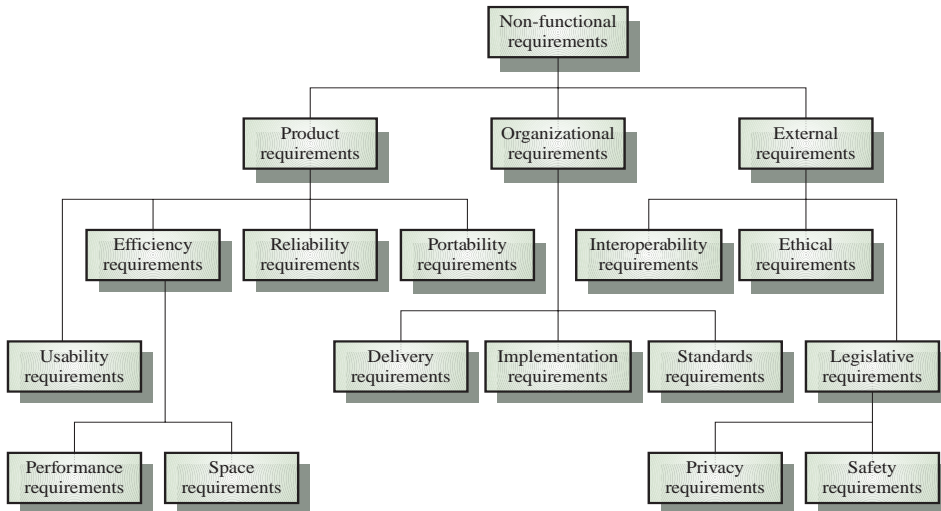 Non-functional
requirements
Product
requirements
Organizational
requirements
External
requirements
Efficiency
requirements
Reliability
requirements
Portability
requirements
Interoperability
requirements
Ethical
requirements
Usability
requirements
Delivery
requirements
Implementation
requirements
Standards
requirements
Legislative
requirements
Performance
requirements
Space
requirements
Privacy
requirements
Safety
requirements